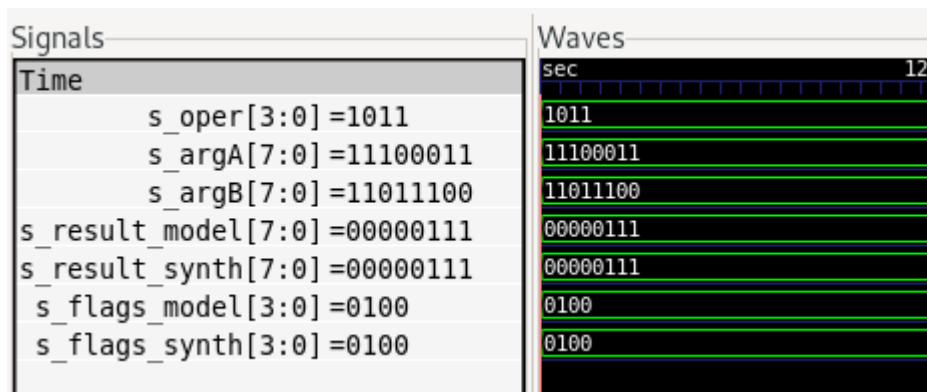 Signals Waves
Time sec 12
s_oper[3:0]=1011 1011
s_argA[7:0]=11100011 11100011
s_argB[7:0]=11011100 11011100
s_result_model[7:0]=00000111 00000111
s_result_synth[7:0]=00000111 00000111
s_flags_model[3:0]=0100 0100
s_flags_synth[3:0]=0100 0100